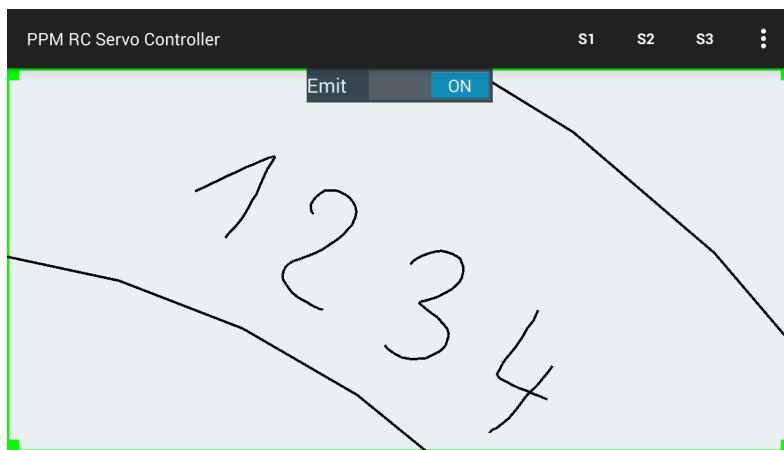 PPM RC Servo Controller S1 S2 S3
Emit ON
1234